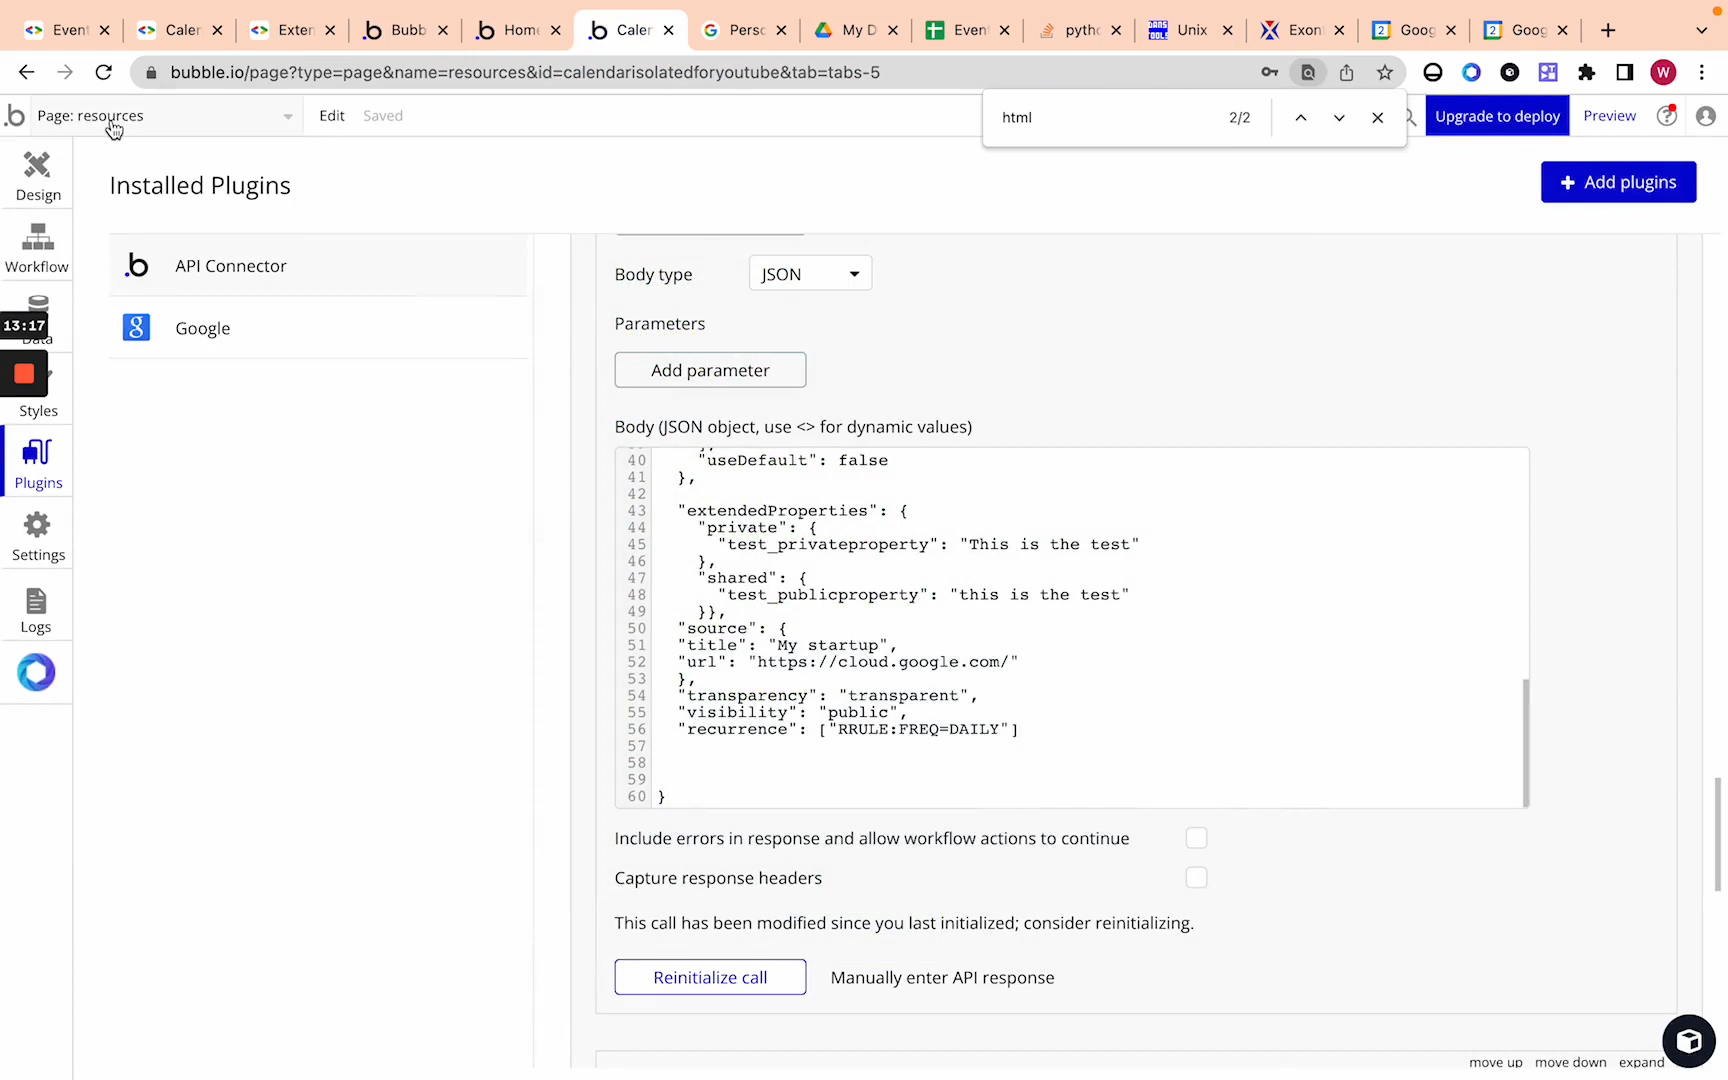 Event
Caler
Exter
Bubb
Home
Caler
Persc
My D
Event
pyth
Unix
Exon
Goog
Goog
bubble.io/page?type=page&name=resources&id=calendarisolatedforyoutube&tab=tabs-5
W
Page: resources
Edit
Saved
html
2/2
Upgrade to deploy
Preview
Design
Workflow
13:17
Data
Styles
Plugins
Settings
Logs
Installed Plugins
Add plugins
API Connector
Google
Body type
JSON
Parameters
Add parameter
Body (JSON object, use <> for dynamic values)
40 "useDefault": false
41 },
42
43 "extendedProperties": {
44 "private": {
45 "test_privateproperty": "This is the test"
46 },
47 "shared": {
48 "test_publicproperty": "this is the test"
49 }},
50 "source": {
51 "title": "My startup",
52 "url": "https://cloud.google.com/"
53 },
54 "transparency": "transparent",
55 "visibility": "public",
56 "recurrence": ["RRULE:FREQ=DAILY"]
57
58
59
60 }
Include errors in response and allow workflow actions to continue
Capture response headers
This call has been modified since you last initialized; consider reinitializing.
Reinitialize call
Manually enter API response
move up move down expand